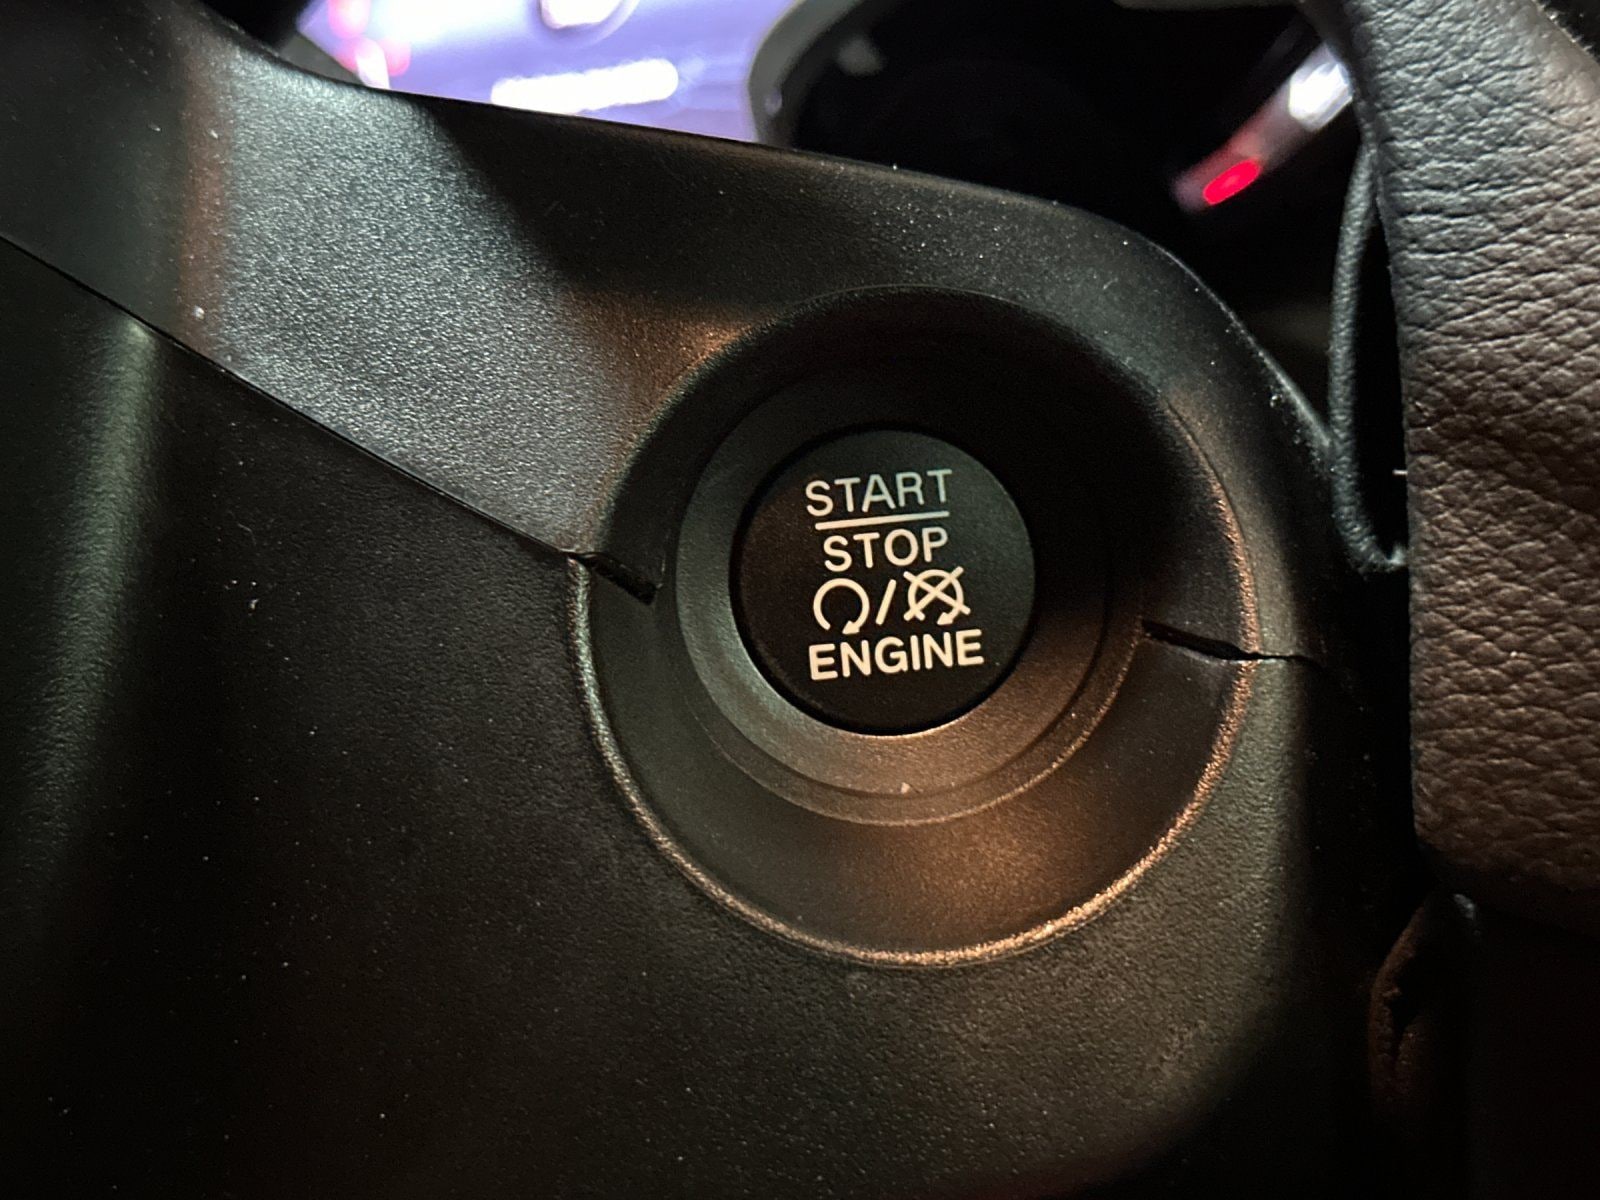 START
STOP
/
ENGINE